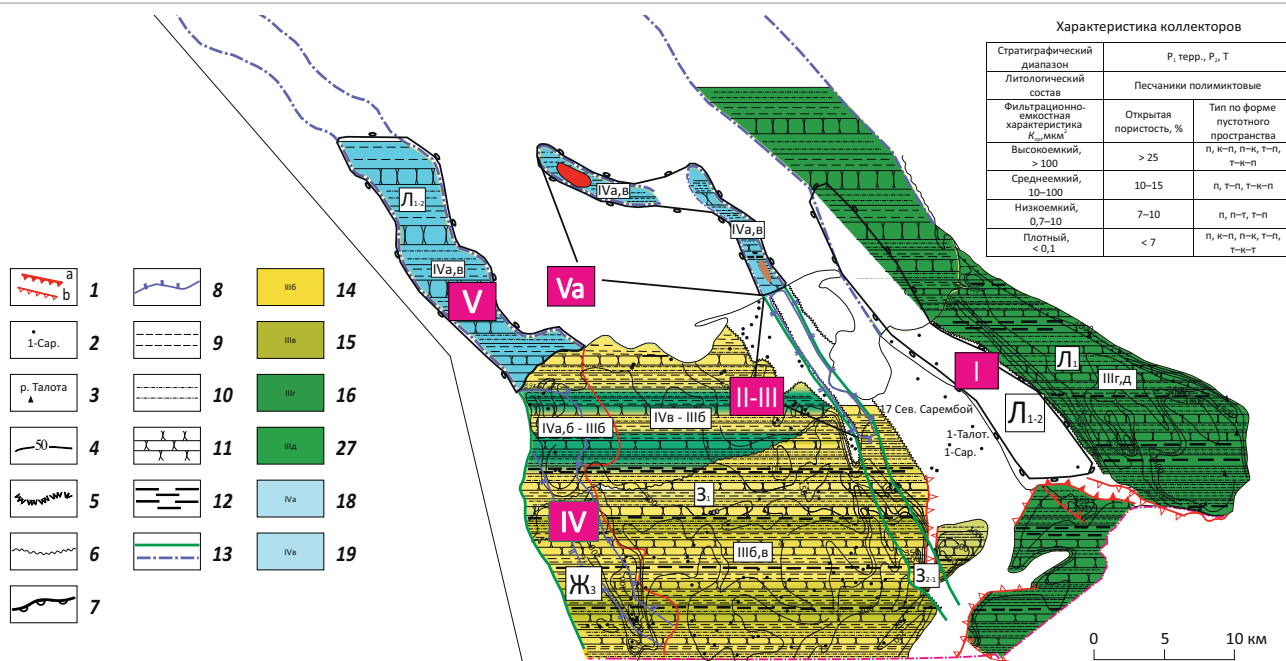 Характеристика коллекторов
Стратиграфический диапазон
P₁ терр., P₂, T
Литологический состав
Песчаники полимиктовые
Фильтрационно-емкостная характеристика
Открытая пористость, %
Тип по форме пустотного пространства
Высокоемкий, > 100
> 25
п, к–п, п–к, т–п, т–к–п
Среднеемкий, 10–100
10–15
п, т–п, т–к–п
Низкоемкий, 0,7–10
7–10
п, п–т, т–п
Плотный, < 0,1
< 7
п, к–п, п–к, т–п, т–к–т
a
b
1
1-Сар.
2
р. Талота
3
50
4
5
6
7
8
9
10
11
12
13
IIIб
14
IIIв
15
IIIг
16
IIIд
27
IVа
18
IVв
19
Л₁₋₂
IVа,в
V
IVа,в
IVа,в
Vа
II-III
I
Л₁
IIIг,д
Л₁₋₂
17 Сев. Сарембой
1-Талот.
1-Сар.
IVа,б - IIIб
IVв - IIIб
З₁
IV
IIIб,в
Ж₃
З₂₋₁
0 5 10 км